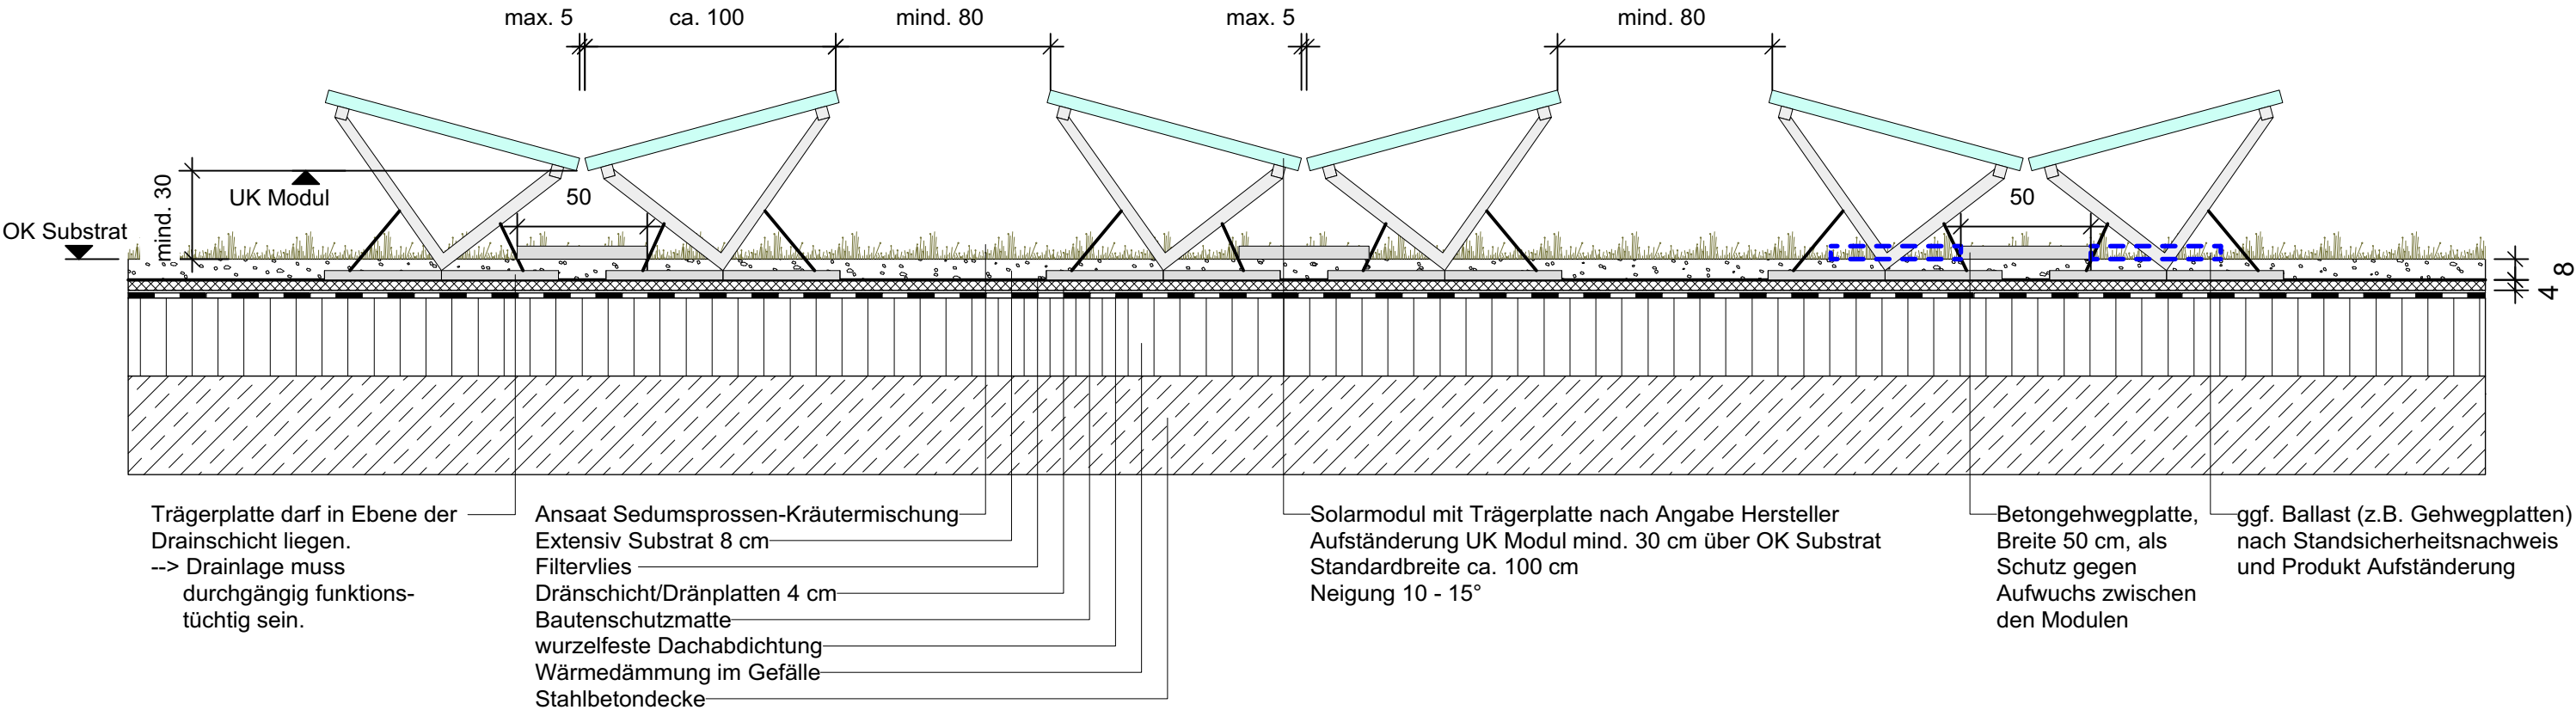 max. 5
ca. 100
mind. 80
max. 5
mind. 80
mind. 30
UK Modul
50
50
OK Substrat
8
4
Trägerplatte darf in Ebene der
Drainschicht liegen.
--> Drainlage muss
durchgängig funktions-
tüchtig sein.
Ansaat Sedumsprossen-Kräutermischung
Extensiv Substrat 8 cm
Filtervlies
Dränschicht/Dränplatten 4 cm
Bautenschutzmatte
wurzelfeste Dachabdichtung
Wärmedämmung im Gefälle
Stahlbetondecke
Solarmodul mit Trägerplatte nach Angabe Hersteller
Aufständerung UK Modul mind. 30 cm über OK Substrat
Standardbreite ca. 100 cm
Neigung 10 - 15°
Betongehwegplatte,
Breite 50 cm, als
Schutz gegen
Aufwuchs zwischen
den Modulen
ggf. Ballast (z.B. Gehwegplatten)
nach Standsicherheitsnachweis
und Produkt Aufständerung